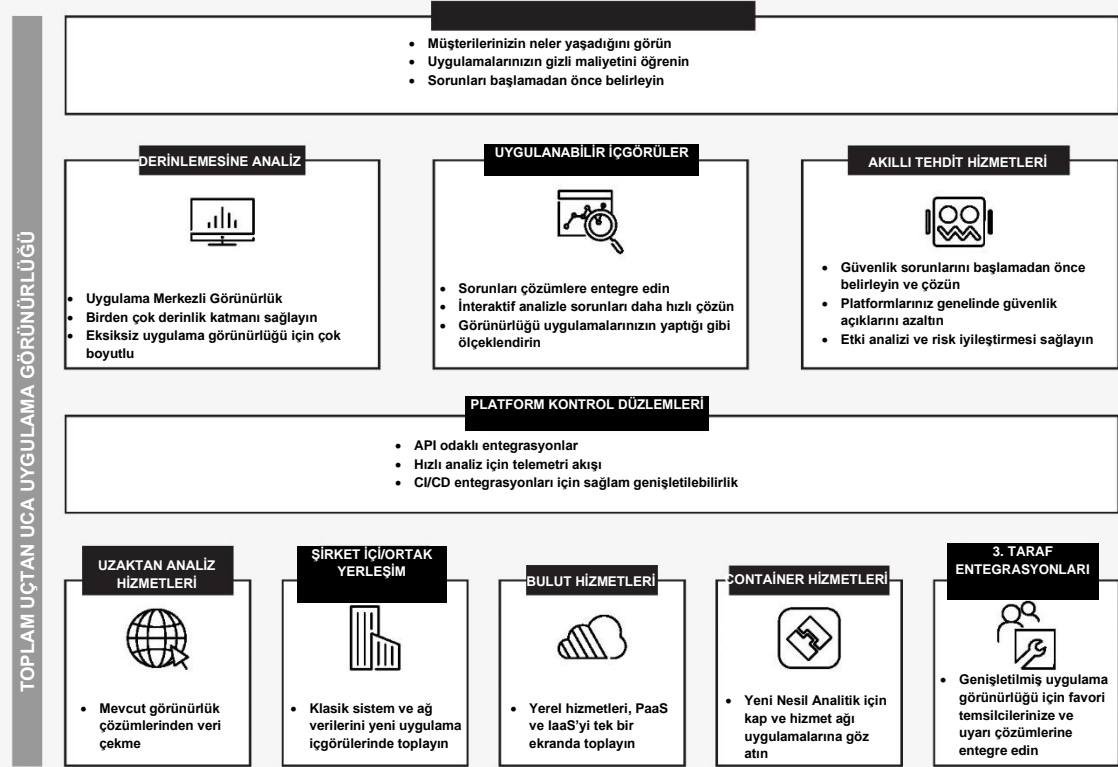 TOPLAM UÇTAN UCA UYGULAMA GÖRÜNÜRLÜĞÜ
• Müşterilerinizin neler yaşadığını görün
• Uygulamalarınızın gizli maliyetini öğrenin
• Sorunları başlamadan önce belirleyin
DERİNLEMESİNE ANALİZ
• Uygulama Merkezli Görünürlük
• Birden çok derinlik katmanı sağlayın
• Eksiksiz uygulama görünürlüğü için çok
boyutlu
UYGULANABİLİR İÇGÖRÜLER
• Sorunları çözümlere entegre edin
• İnteraktif analizle sorunları daha hızlı çözün
• Görünürlüğü uygulamalarınızın yaptığı gibi
ölçeklendirin
AKILLI TEHDİT HİZMETLERİ
• Güvenlik sorunlarını başlamadan önce
belirleyin ve çözün
• Platformlarınız genelinde güvenlik
açıklarını azaltın
• Etki analizi ve risk iyileştirmesi sağlayın
PLATFORM KONTROL DÜZLEMLERİ
• API odaklı entegrasyonlar
• Hızlı analiz için telemetri akışı
• CI/CD entegrasyonları için sağlam genişletilebilirlik
UZAKTAN ANALİZ
HİZMETLERİ
• Mevcut görünürlük
çözümlerinden veri
çekme
ŞİRKET İÇİ/ORTAK
YERLEŞİM
• Klasik sistem ve ağ
verilerini yeni uygulama
içgörülerinde toplayın
BULUT HİZMETLERİ
• Yerel hizmetleri, PaaS
ve IaaS’yi tek bir
ekranda toplayın
CONTAİNER HİZMETLERİ
• Yeni Nesil Analitik için
kap ve hizmet ağı
uygulamalarına göz
atın
3. TARAF
ENTEGRASYONLARI
• Genişletilmiş uygulama
görünürlüğü için favori
temsilcilerinize ve
uyarı çözümlerine
entegre edin